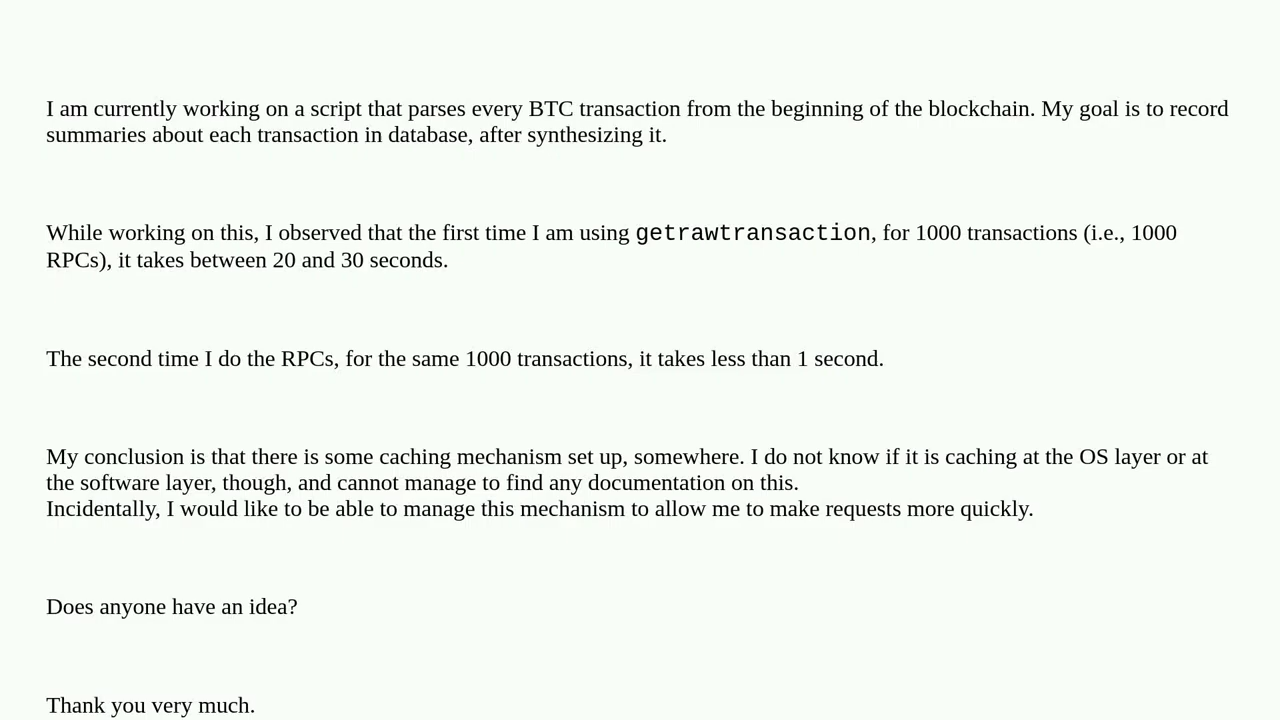 I am currently working on a script that parses every BTC transaction from the beginning of the blockchain. My goal is to record
summaries about each transaction in database, after synthesizing it.
While working on this, I observed that the first time I am using getrawtransaction, for 1000 transactions (i.e., 1000
RPCs), it takes between 20 and 30 seconds.
The second time I do the RPCs, for the same 1000 transactions, it takes less than 1 second.
My conclusion is that there is some caching mechanism set up, somewhere. I do not know if it is caching at the OS layer or at
the software layer, though, and cannot manage to find any documentation on this.
Incidentally, I would like to be able to manage this mechanism to allow me to make requests more quickly.
Does anyone have an idea?
Thank you very much.